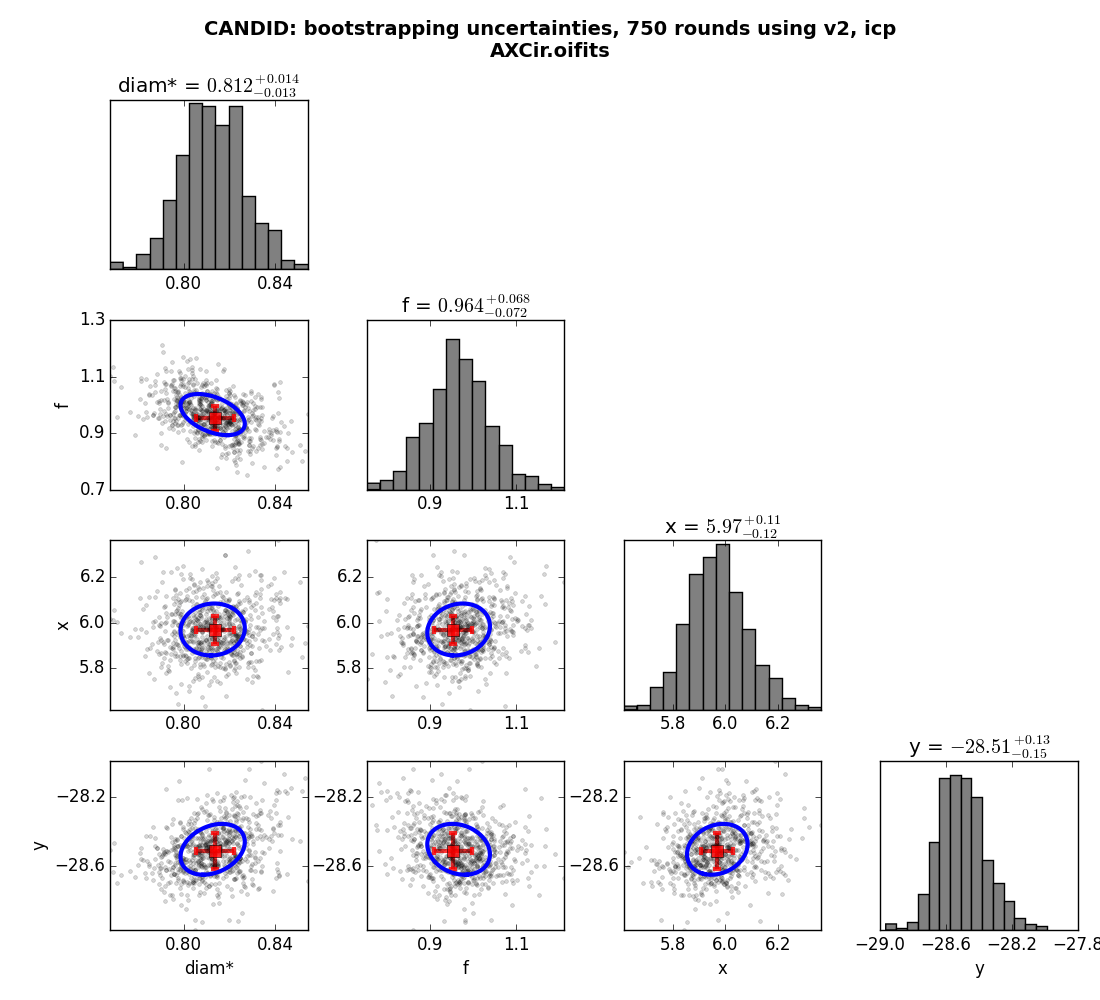 CANDID: bootstrapping uncertainties, 750 rounds using v2, icp
AXCir.oifits
diam* = 0.812 +0.014 −0.013
0.80 0.84
f = 0.964 +0.068 −0.072
1.3
1.1
0.9
0.7
f
0.80 0.84
0.9 1.1
x = 5.97 +0.11 −0.12
6.2
6.0
5.8
x
0.80 0.84
6.2
6.0
5.8
0.9 1.1
5.8 6.0 6.2
y = −28.51 +0.13 −0.15
−28.2
−28.6
y
0.80 0.84
diam*
−28.2
−28.6
0.9 1.1
f
−28.2
−28.6
5.8 6.0 6.2
x
−29.0 −28.6 −28.2 −27.8
y